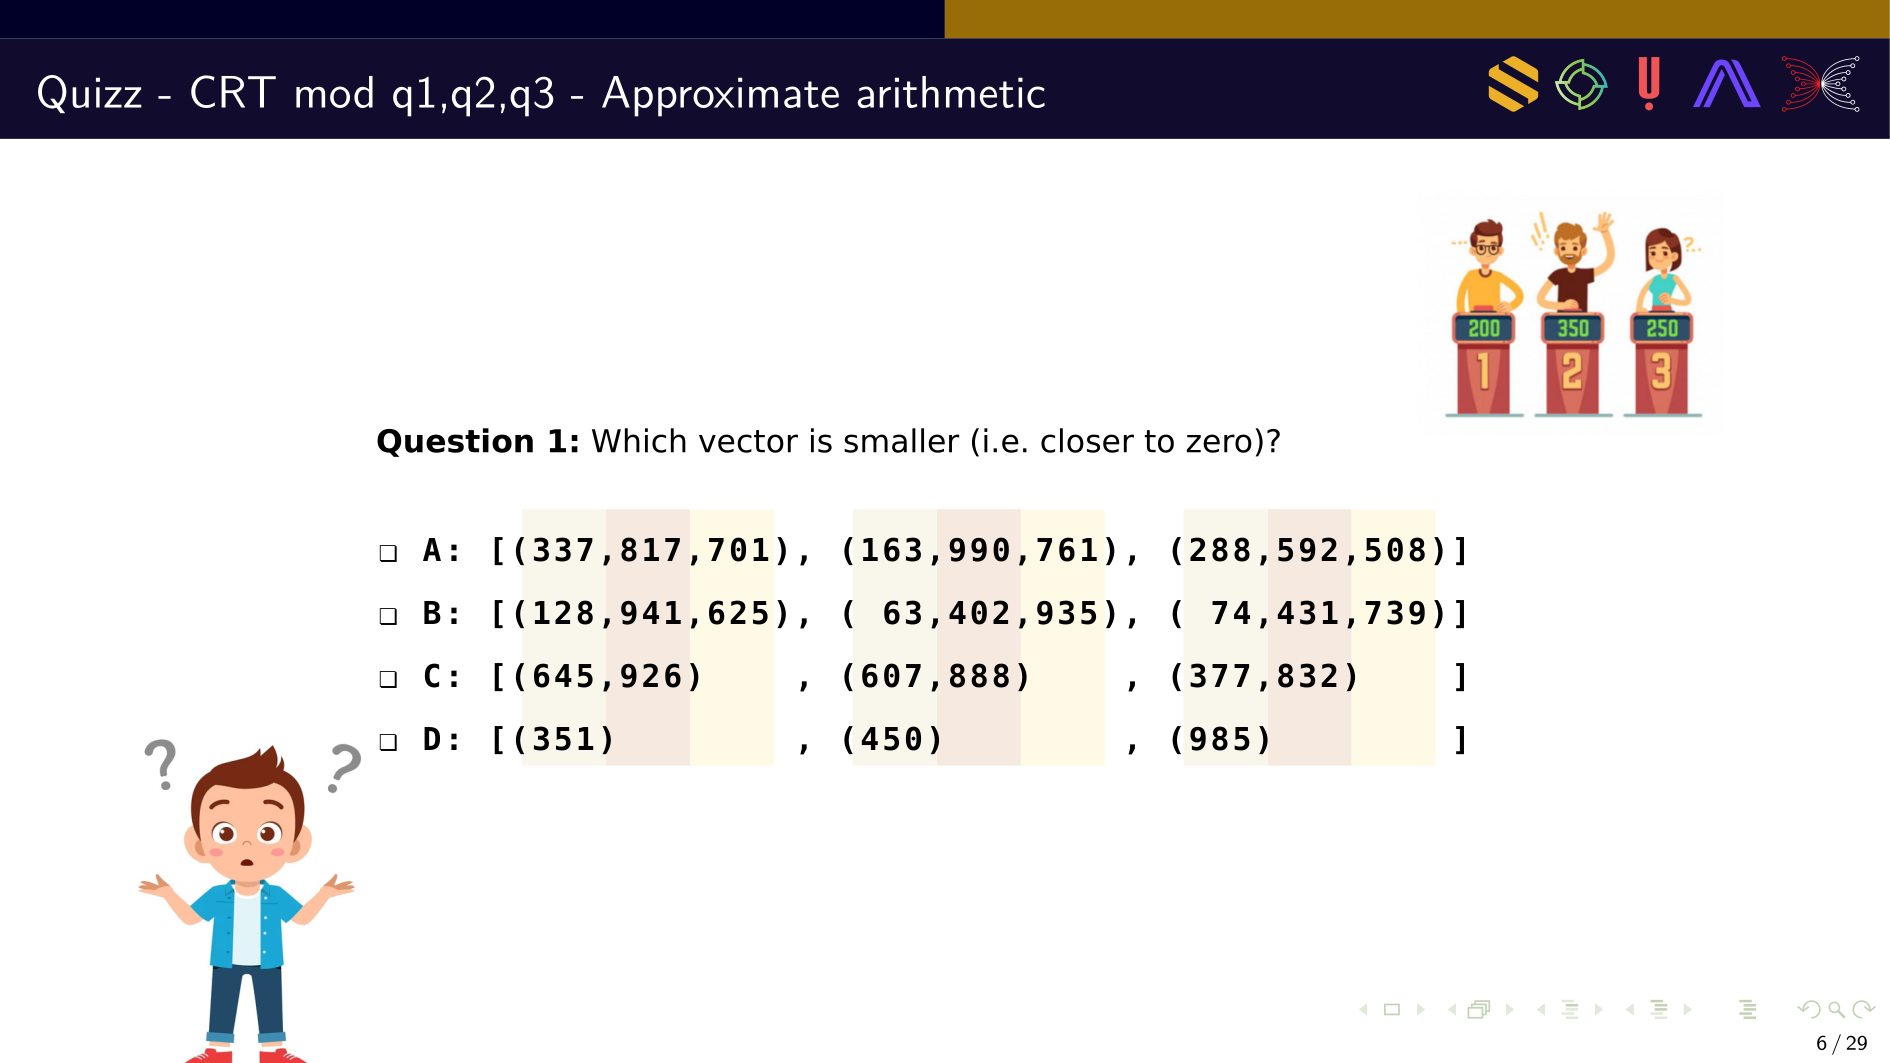 Quizz - CRT mod q1,q2,q3 - Approximate arithmetic
200 350 250
1 2 3
Question 1: Which vector is smaller (i.e. closer to zero)?
❏ A: [(337,817,701), (163,990,761), (288,592,508)]
❏ B: [(128,941,625), ( 63,402,935), ( 74,431,739)]
❏ C: [(645,926)    , (607,888)    , (377,832)    ]
❏ D: [(351)        , (450)        , (985)        ]
6 / 29